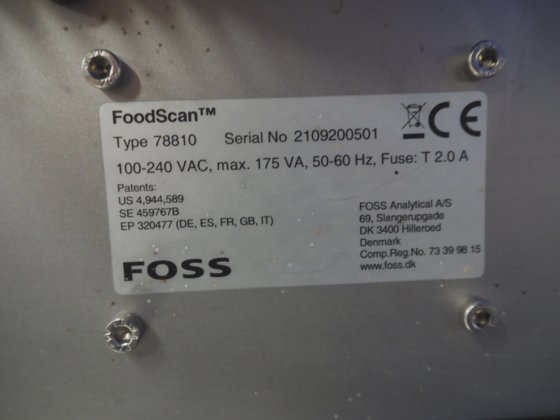 FoodScan™
Type 78810 Serial No 2109200501
100-240 VAC, max. 175 VA, 50-60 Hz, Fuse: T 2.0 A
Patents:
US 4,944,589
SE 459767B
EP 320477 (DE, ES, FR, GB, IT)
FOSS
CE
FOSS Analytical A/S
69, Slangerupgade
DK 3400 Hilleroed
Denmark
Comp.Reg.No. 73 39 98 15
www.foss.dk